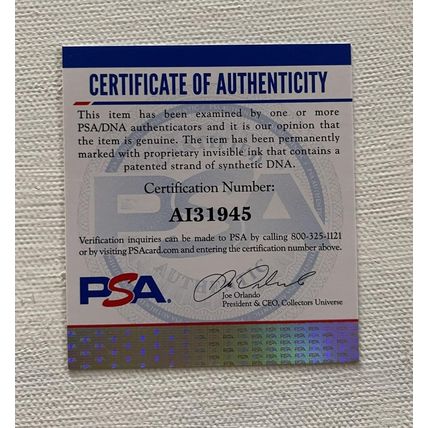 CERTIFICATE OF AUTHENTICITY
This item has been examined by one or more
PSA/DNA authenticators and it is our opinion that
the item is genuine. The item has been permanently
marked with proprietary invisible ink that contains a
patented strand of synthetic DNA.
Certification Number:
AI31945
Verification inquiries can be made to PSA by calling 800-325-1121
or by visiting PSAcard.com and entering the certification number above.
PSA.
Joe Orlando
President & CEO, Collectors Universe